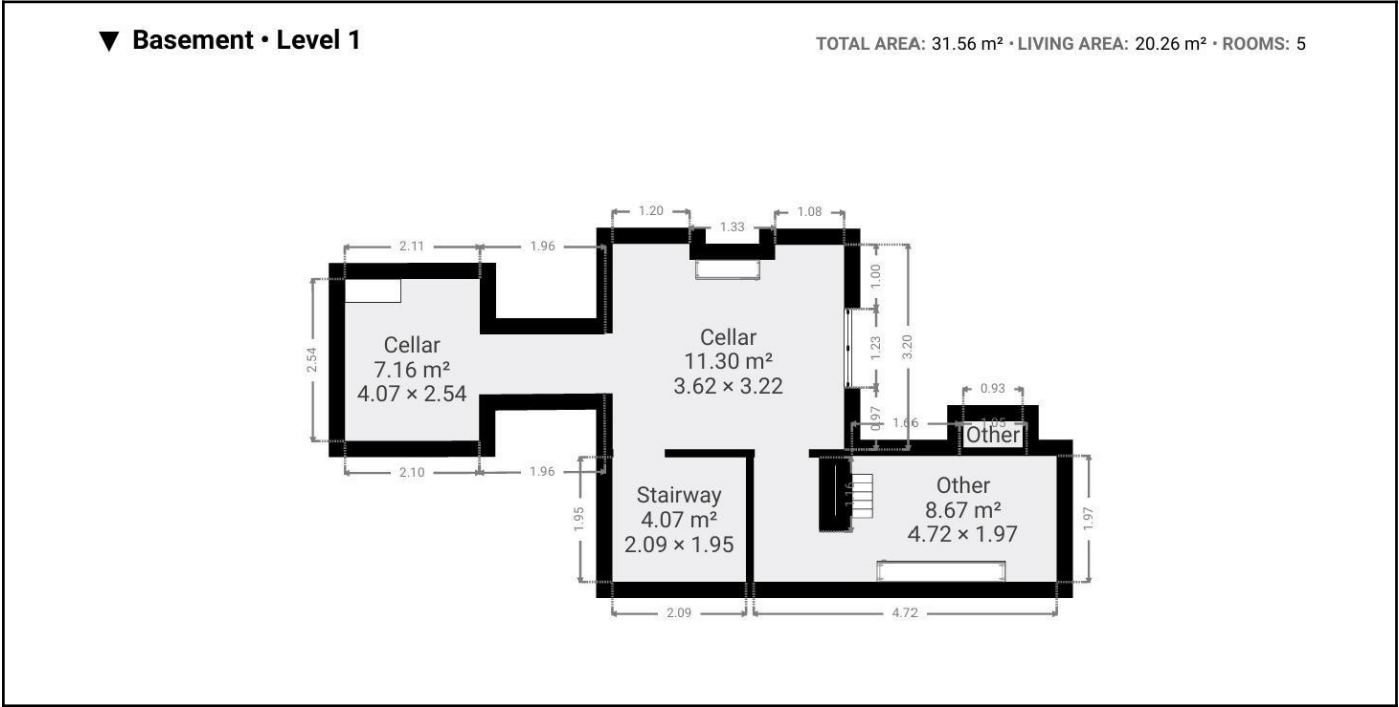 ▼ Basement • Level 1
TOTAL AREA: 31.56 m² • LIVING AREA: 20.26 m² • ROOMS: 5
1.20
1.08
1.33
2.11
1.96
1.00
2.54
Cellar
7.16 m²
4.07 × 2.54
Cellar
11.30 m²
3.62 × 3.22
1.23
3.20
0.93
0.97
1.66
1.05
Other
2.10
1.96
1.95
Stairway
4.07 m²
2.09 × 1.95
1.16
Other
8.67 m²
4.72 × 1.97
1.97
2.09
4.72